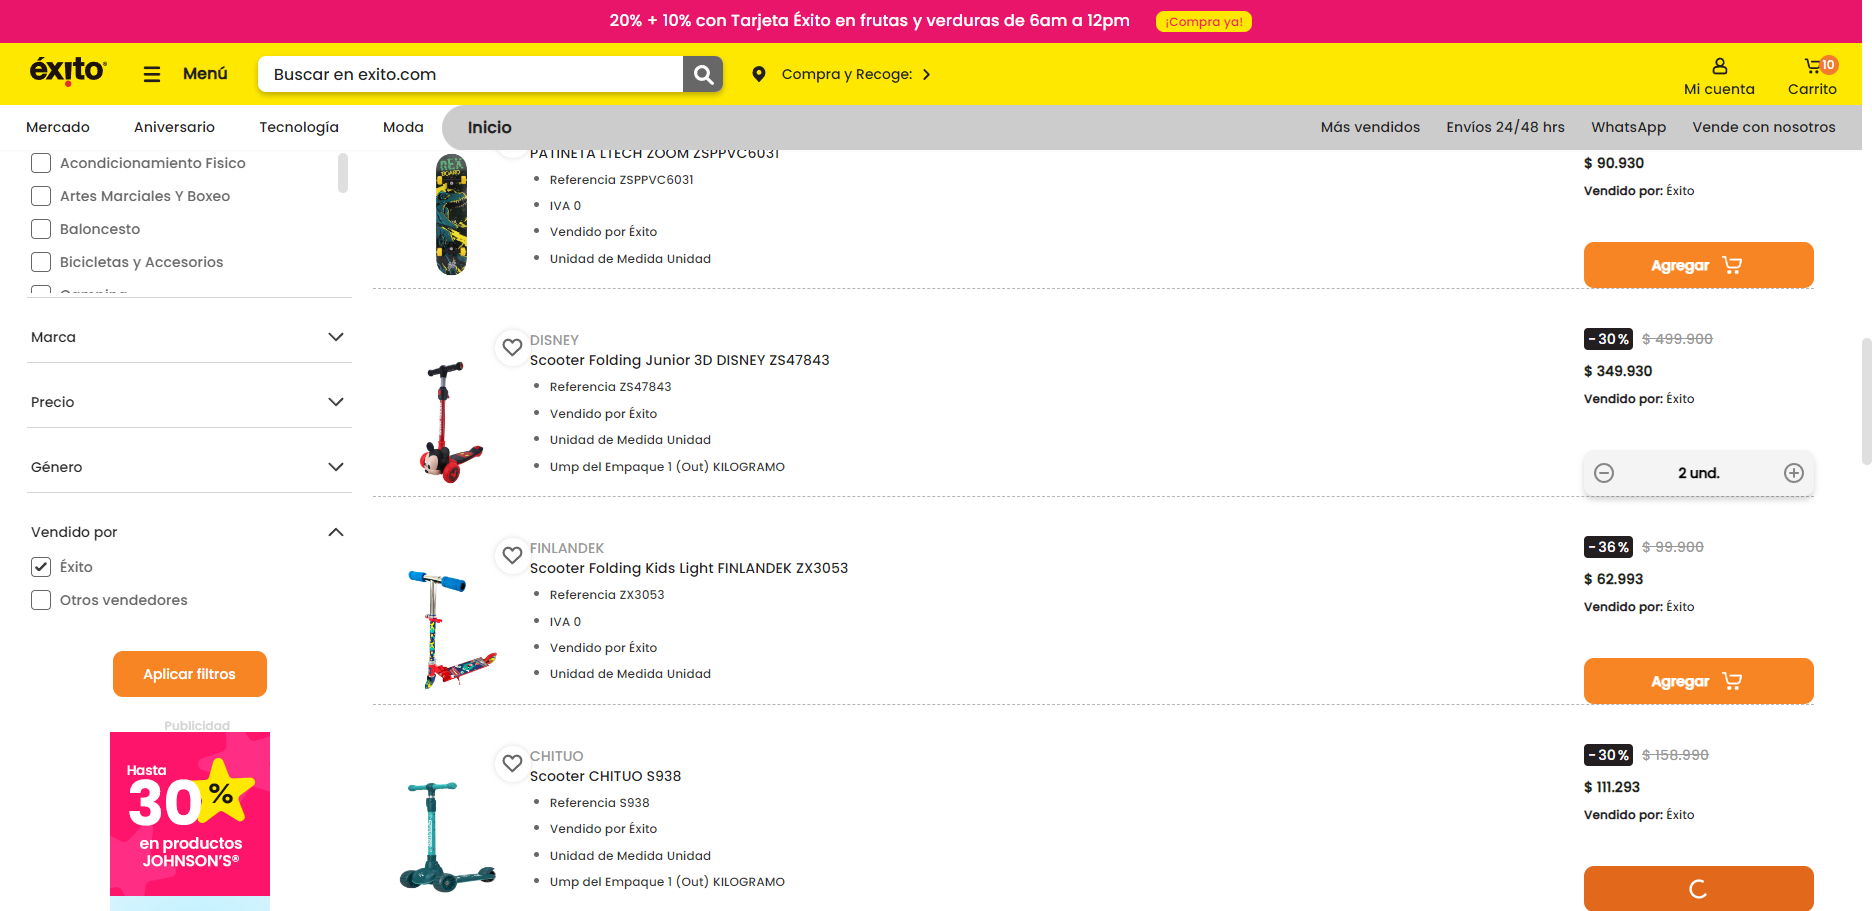 20% + 10% con Tarjeta Éxito en frutas y verduras de 6am a 12pm
¡Compra ya!
éxito
Menú
Buscar en exito.com
Compra y Recoge:
Mi cuenta
10
Carrito
Mercado
Aniversario
Tecnología
Moda
Inicio
Más vendidos
Envíos 24/48 hrs
WhatsApp
Vende con nosotros
Acondicionamiento Fisico
Artes Marciales Y Boxeo
Baloncesto
Bicicletas y Accesorios
Marca
Precio
Género
Vendido por
Éxito
Otros vendedores
Aplicar filtros
Publicidad
Hasta
30%
en productos
JOHNSON'S®
REX
BOARD
PATINETA LTECH ZOOM ZSPPVC6031
Referencia ZSPPVC6031
IVA 0
Vendido por Éxito
Unidad de Medida Unidad
$ 90.930
Vendido por: Éxito
Agregar
DISNEY
Scooter Folding Junior 3D DISNEY ZS47843
Referencia ZS47843
Vendido por Éxito
Unidad de Medida Unidad
Ump del Empaque 1 (Out) KILOGRAMO
-30% $ 499.900
$ 349.930
Vendido por: Éxito
2 und.
FINLANDEK
Scooter Folding Kids Light FINLANDEK ZX3053
Referencia ZX3053
IVA 0
Vendido por Éxito
Unidad de Medida Unidad
-36% $ 99.900
$ 62.993
Vendido por: Éxito
Agregar
CHITUO
Scooter CHITUO S938
Referencia S938
Vendido por Éxito
Unidad de Medida Unidad
Ump del Empaque 1 (Out) KILOGRAMO
-30% $ 158.990
$ 111.293
Vendido por: Éxito